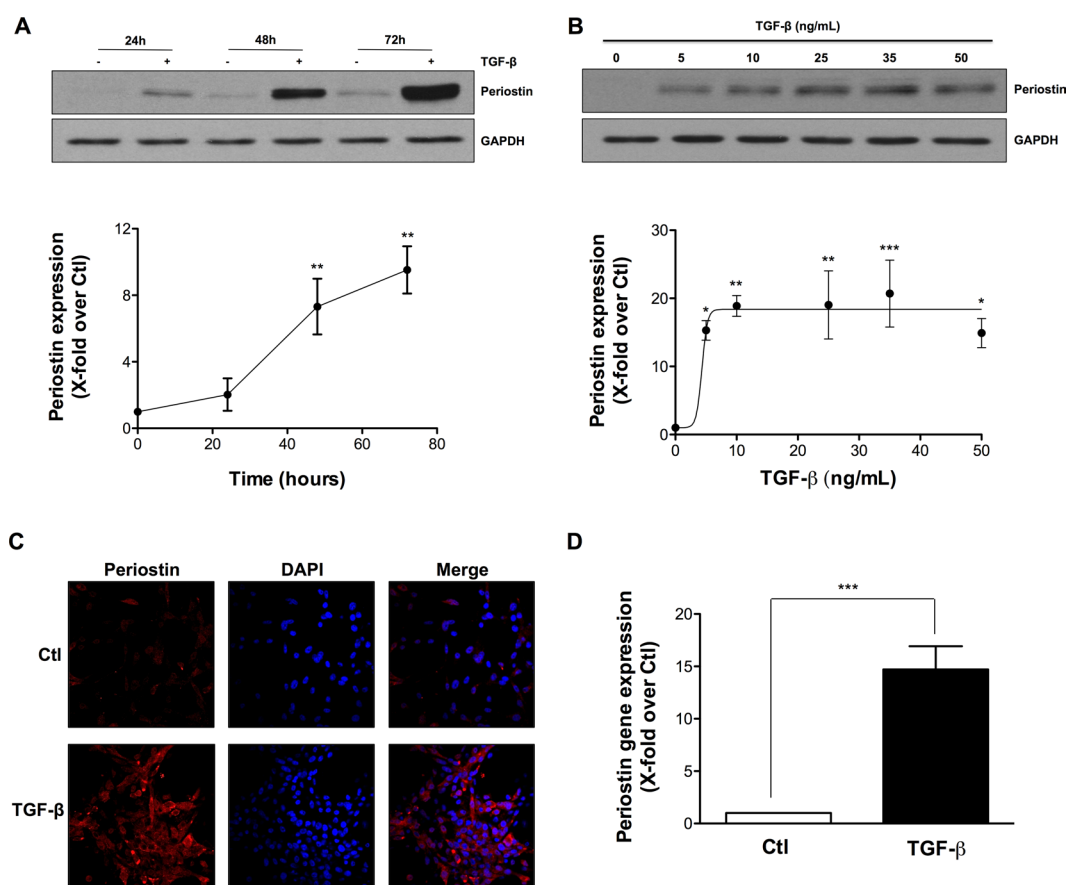 A
24h 48h 72h
- + - + - + TGF-β
Periostin
GAPDH
Periostin expression
(X-fold over Ctl)
12
8
4
0
**
**
0 20 40 60 80
Time (hours)
B
TGF-β (ng/mL)
0 5 10 25 35 50
Periostin
GAPDH
Periostin expression
(X-fold over Ctl)
30
20
10
0
* ** ** *** *
0 10 20 30 40 50
TGF-β (ng/mL)
C
Periostin DAPI Merge
Ctl
TGF-β
D
Periostin gene expression
(X-fold over Ctl)
20
15
10
5
0
***
Ctl TGF-β